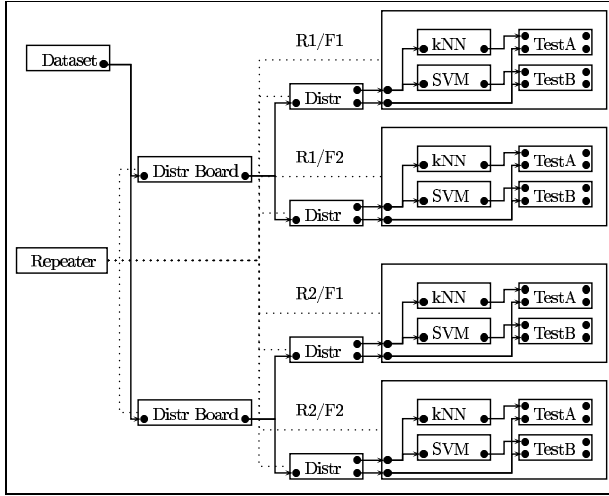 R1/F1
kNN
TestA
Dataset
SVM
TestB
Distr
R1/F2
kNN
TestA
Distr Board
SVM
TestB
Distr
Repeater
R2/F1
kNN
TestA
SVM
TestB
Distr
R2/F2
kNN
TestA
Distr Board
SVM
TestB
Distr